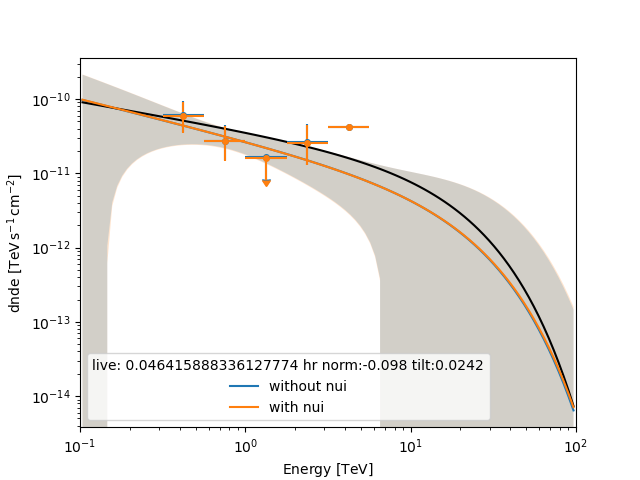 10⁻¹⁰
10⁻¹¹
10⁻¹²
10⁻¹³
10⁻¹⁴
dnde [TeV s⁻¹ cm⁻²]
live: 0.046415888336127774 hr norm:-0.098 tilt:0.0242
without nui
with nui
10⁻¹ 10⁰ 10¹ 10²
Energy [TeV]